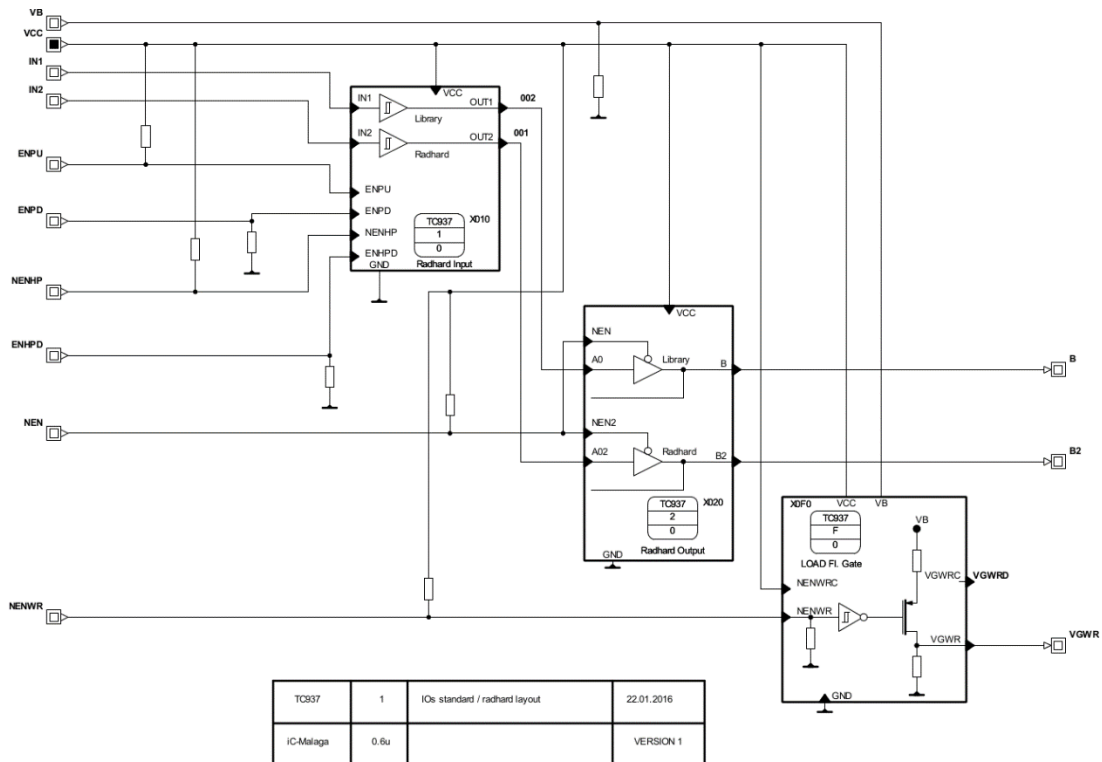 VB
VCC
IN1
IN2
ENPU
ENPD
NENHP
ENHPD
NEN
NENWR
VCC
IN1
Library
OUT1
002
IN2
Radhard
OUT2
001
ENPU
ENPD
NENHP
ENHPD
GND
TC937
1
0
XD10
Radhard Input
VCC
NEN
A0
Library
B
NEN2
A02
Radhard
B2
TC937
2
0
XD20
GND
Radhard Output
B
B2
XDF0
VCC
VB
TC937
F
0
LOAD Fl. Gate
VB
VGWRC
VGWRD
NENWRC
NENWR
VGWR
GND
VGWR
TC937 1 IOs standard / radhard layout 22.01.2016
iC-Malaga 0.6u VERSION 1